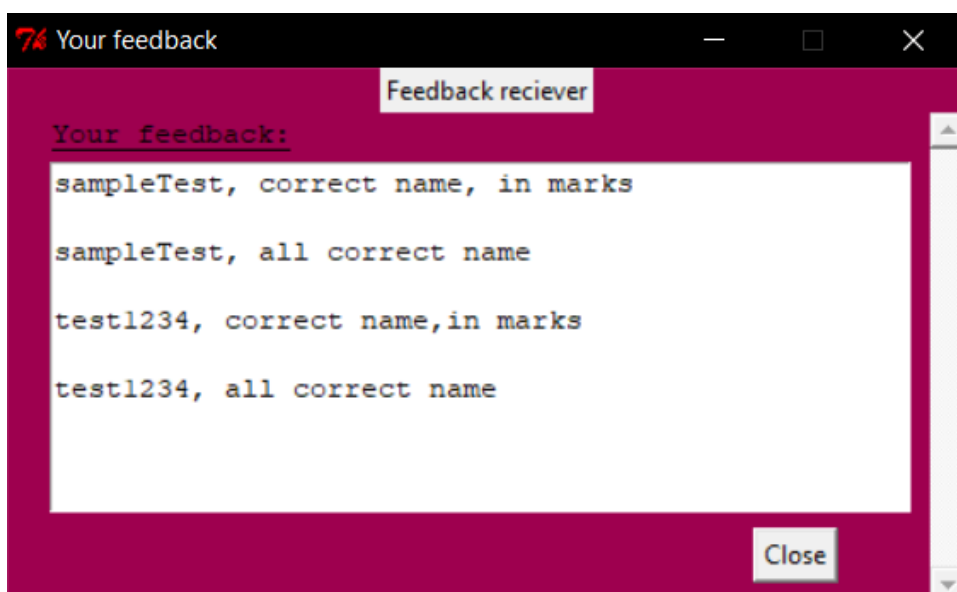 Your feedback
Feedback reciever
Your feedback:
sampleTest, correct name, in marks
sampleTest, all correct name
test1234, correct name,in marks
test1234, all correct name
Close